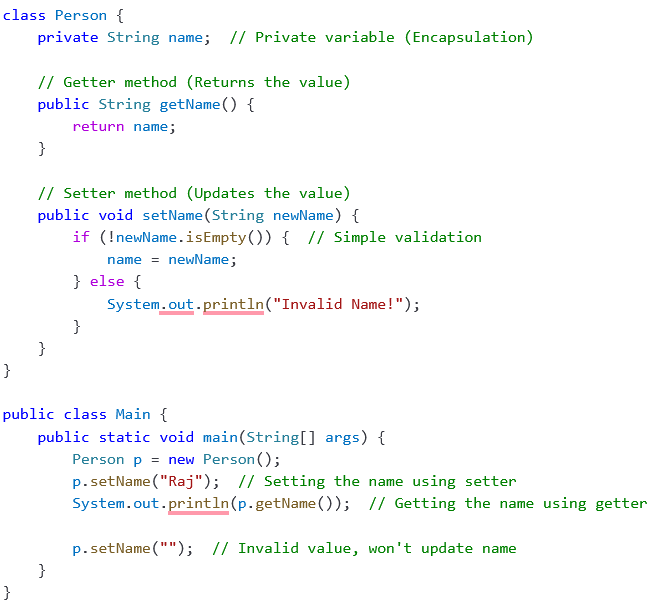 class Person {
    private String name;  // Private variable (Encapsulation)

    // Getter method (Returns the value)
    public String getName() {
        return name;
    }

    // Setter method (Updates the value)
    public void setName(String newName) {
        if (!newName.isEmpty()) {  // Simple validation
            name = newName;
        } else {
            System.out.println("Invalid Name!");
        }
    }
}

public class Main {
    public static void main(String[] args) {
        Person p = new Person();
        p.setName("Raj");  // Setting the name using setter
        System.out.println(p.getName());  // Getting the name using getter

        p.setName("");  // Invalid value, won't update name
    }
}